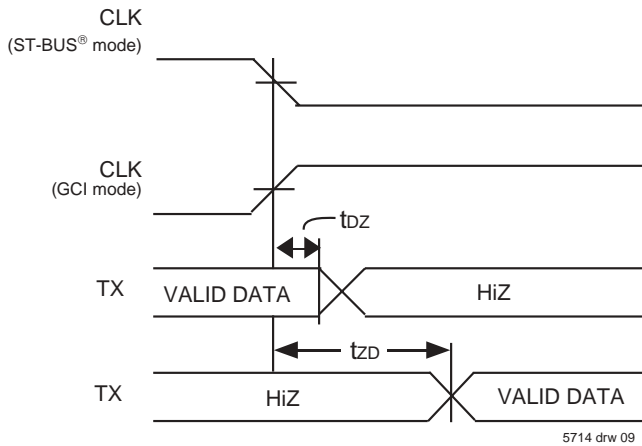 CLK
(ST-BUS® mode)
CLK
(GCI mode)
tDZ
TX
VALID DATA
HiZ
tZD
TX
HiZ
VALID DATA
5714 drw 09